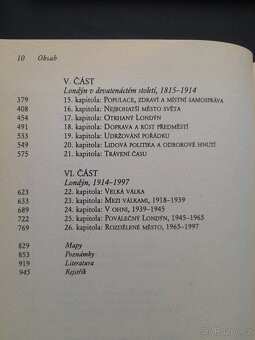 10 Obsah
V. ČÁST
Londýn v devatenáctém století, 1815–1914
379 15. kapitola: POPULACE, ZDRAVÍ A MÍSTNÍ SAMOSPRÁVA
408 16. kapitola: NEJBOHATŠÍ MĚSTO SVĚTA
454 17. kapitola: OTRHANÝ LONDÝN
491 18. kapitola: DOPRAVA A RŮST PŘEDMĚSTÍ
533 19. kapitola: UDRŽOVÁNÍ POŘÁDKU
549 20. kapitola: LIDOVÁ POLITIKA A ODBOROVÉ HNUTÍ
575 21. kapitola: TRÁVENÍ ČASU
VI. ČÁST
Londýn, 1914–1997
623 22. kapitola: VELKÁ VÁLKA
633 23. kapitola: MEZI VÁLKAMI, 1918–1939
689 24. kapitola: V OHNI, 1939–1945
722 25. kapitola: POVÁLEČNÝ LONDÝN, 1945–1965
769 26. kapitola: ROZDĚLENÉ MĚSTO, 1965–1997
829 Mapy
853 Poznámky
919 Literatura
945 Rejstřík
sbazar.cz